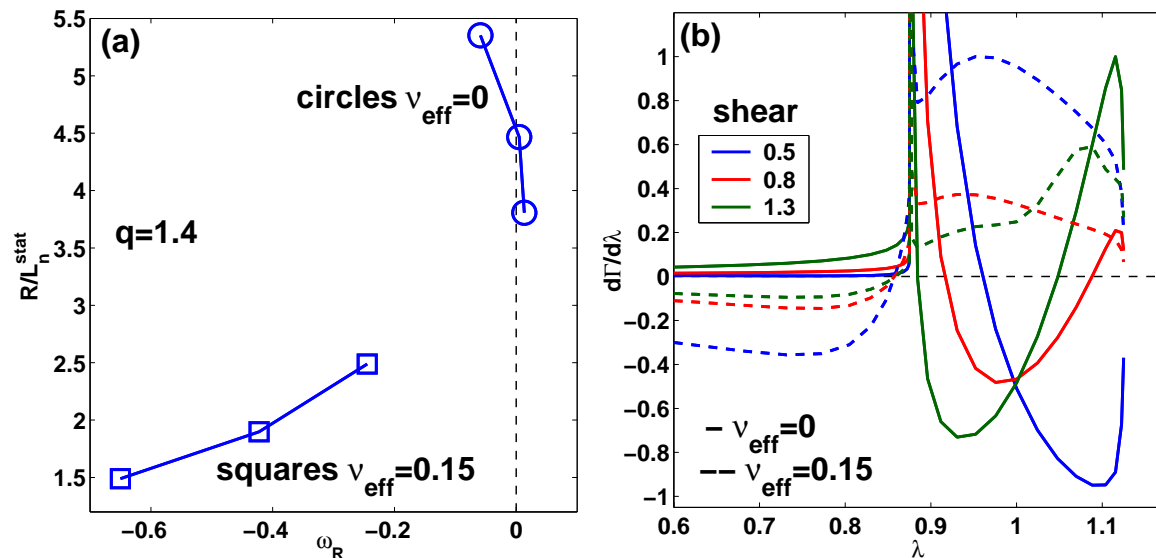 (a)
circles ν_eff=0
q=1.4
squares ν_eff=0.15
R/L_n^stat
5.5
5
4.5
4
3.5
3
2.5
2
1.5
−0.6
−0.4
−0.2
0
ω_R
(b)
shear
0.5
0.8
1.3
– ν_eff=0
–– ν_eff=0.15
dΓ/dλ
1
0.8
0.6
0.4
0.2
0
−0.2
−0.4
−0.6
−0.8
−1
0.6
0.7
0.8
0.9
1
1.1
λ